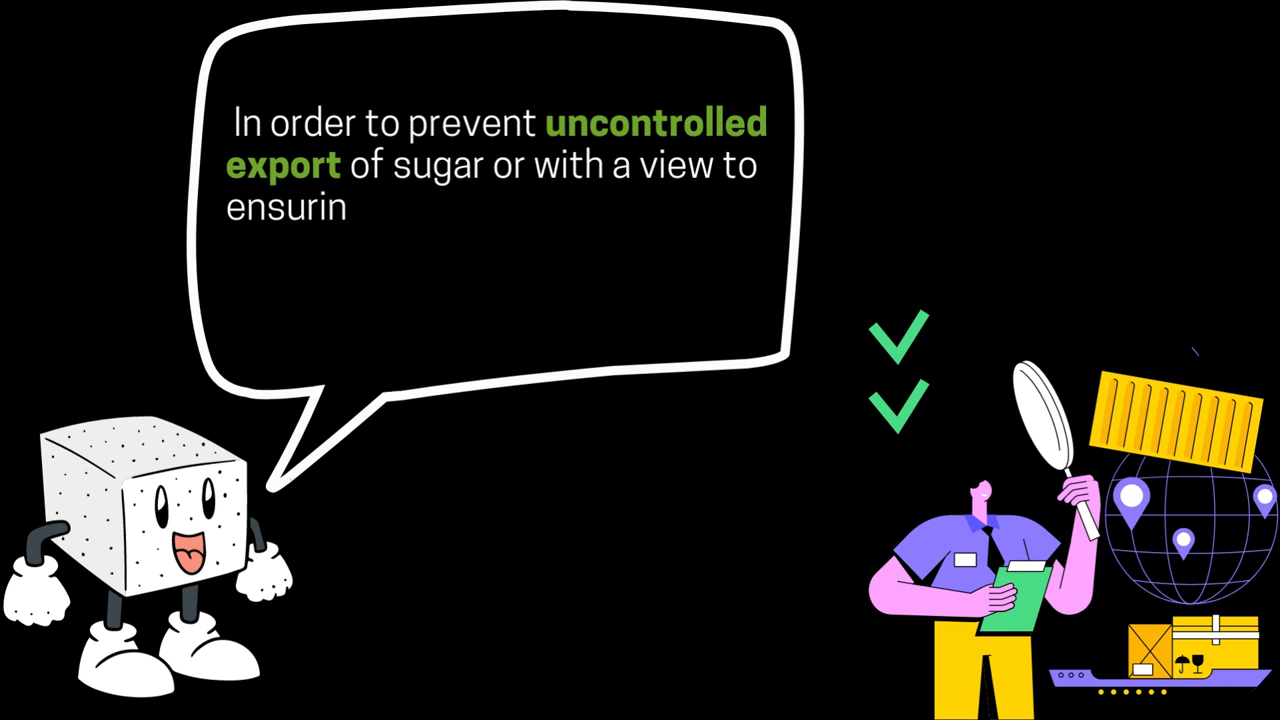 In order to prevent uncontrolled
export of sugar or with a view to
ensurin